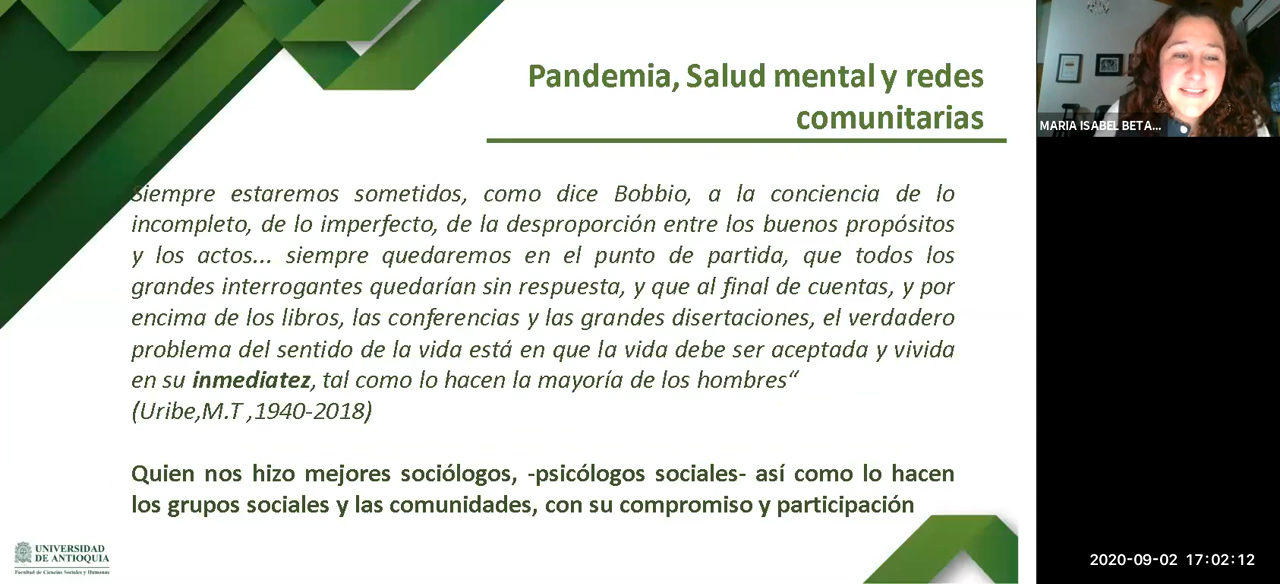 Pandemia, Salud mental y redes
comunitarias
Siempre estaremos sometidos, como dice Bobbio, a la conciencia de lo
incompleto, de lo imperfecto, de la desproporción entre los buenos propósitos
y los actos... siempre quedaremos en el punto de partida, que todos los
grandes interrogantes quedarían sin respuesta, y que al final de cuentas, y por
encima de los libros, las conferencias y las grandes disertaciones, el verdadero
problema del sentido de la vida está en que la vida debe ser aceptada y vivida
en su inmediatez, tal como lo hacen la mayoría de los hombres“
(Uribe,M.T ,1940-2018)
Quien nos hizo mejores sociólogos, -psicólogos sociales- así como lo hacen
los grupos sociales y las comunidades, con su compromiso y participación
UNIVERSIDAD
DE ANTIOQUIA
Facultad de Ciencias Sociales y Humanas
MARIA ISABEL BETA...
2020-09-02 17:02:12